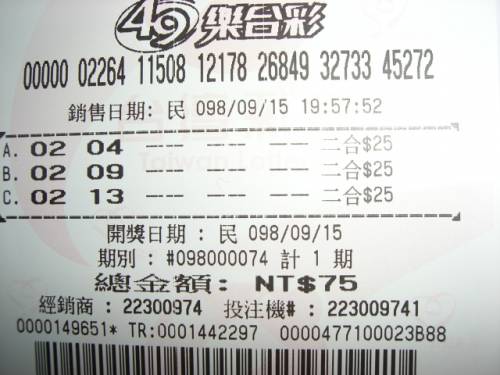 49 樂合彩
00000 02264 11508 12178 26849 32733 45272
銷售日期: 民 098/09/15 19:57:52
A. 02 04 -- -- -- -- 二合$25
B. 02 09 -- -- -- -- 二合$25
C. 02 13 -- -- -- -- 二合$25
開獎日期 : 民 098/09/15
期別 : #098000074 計 1 期
總金額: NT$75
經銷商 : 22300974 投注機# : 223009741
0000149651* TR:0001442297 0000477100023B88